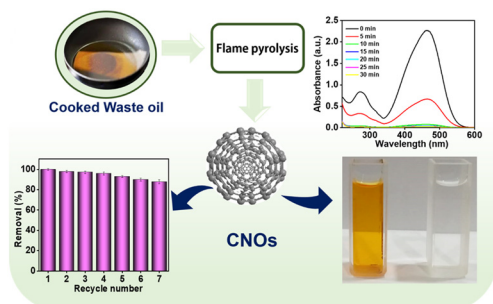 Cooked Waste oil
Flame pyrolysis
Absorbance (a.u.)
2.5
2.0
1.5
1.0
0.5
0.0
0 min
5 min
10 min
15 min
20 min
25 min
30 min
300 400 500 600
Wavelength (nm)
Removal (%)
100
80
60
40
20
0
1 2 3 4 5 6 7
Recycle number
CNOs